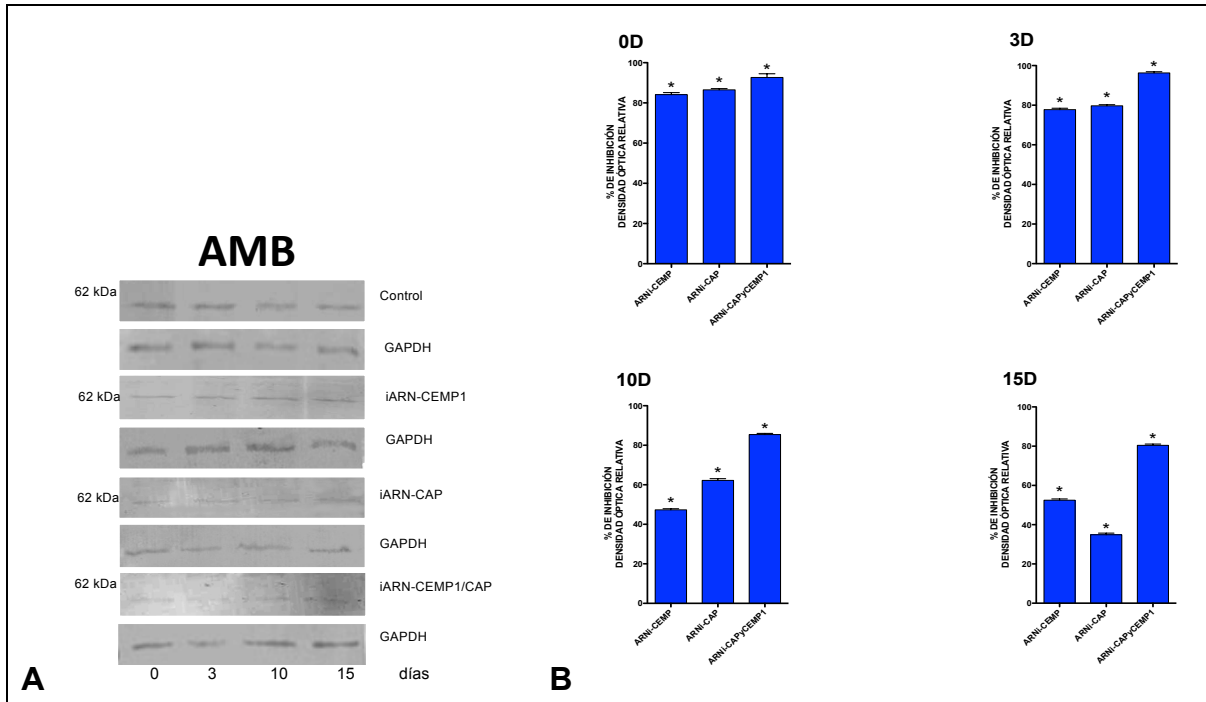 AMB
62 kDa
Control
GAPDH
62 kDa
iARN-CEMP1
GAPDH
62 kDa
iARN-CAP
GAPDH
62 kDa
iARN-CEMP1/CAP
GAPDH
0 3 10 15 días
A
0D
% DE INHIBICIÓN
DENSIDAD ÓPTICA RELATIVA
100
80
60
40
20
0
* * *
ARNi-CEMP
ARNi-CAP
ARNi-CAPyCEMP1
3D
% DE INHIBICIÓN
DENSIDAD ÓPTICA RELATIVA
100
80
60
40
20
0
* * *
ARNi-CEMP
ARNi-CAP
ARNi-CAPyCEMP1
10D
% DE INHIBICIÓN
DENSIDAD ÓPTICA RELATIVA
100
80
60
40
20
0
* * *
ARNi-CEMP
ARNi-CAP
ARNi-CAPyCEMP1
15D
% DE INHIBICIÓN
DENSIDAD ÓPTICA RELATIVA
100
80
60
40
20
0
* * *
ARNi-CEMP
ARNi-CAP
ARNi-CAPyCEMP1
B